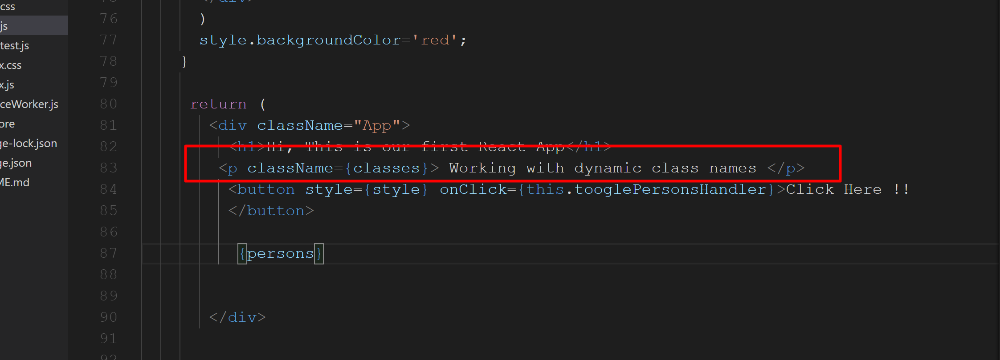 css
js
test.js
x.css
x.js
ceWorker.js
ore
ge-lock.json
ge.json
ME.md
76 )
77 style.backgroundColor='red';
78 }
79
80 return (
81 <div className="App">
82 <h1>Hi, This is our first React App</h1>
83 <p className={classes}> Working with dynamic class names </p>
84 <button style={style} onClick={this.tooglePersonsHandler}>Click Here !!
85 </button>
86
87 {persons}
88
89
90 </div>
91